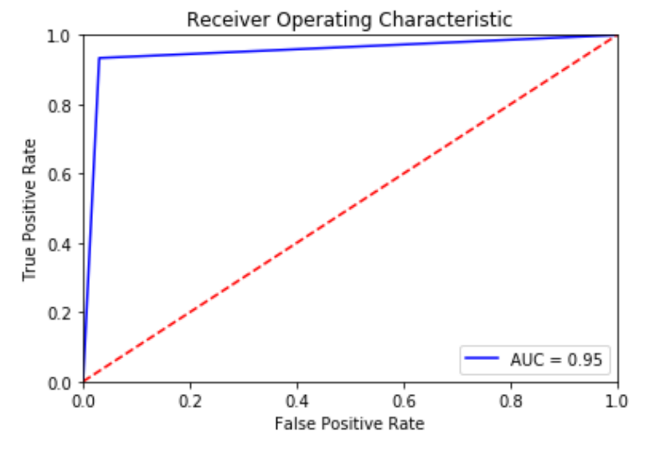 Receiver Operating Characteristic
1.0
0.8
0.6
0.4
0.2
0.0
True Positive Rate
AUC = 0.95
0.0 0.2 0.4 0.6 0.8 1.0
False Positive Rate